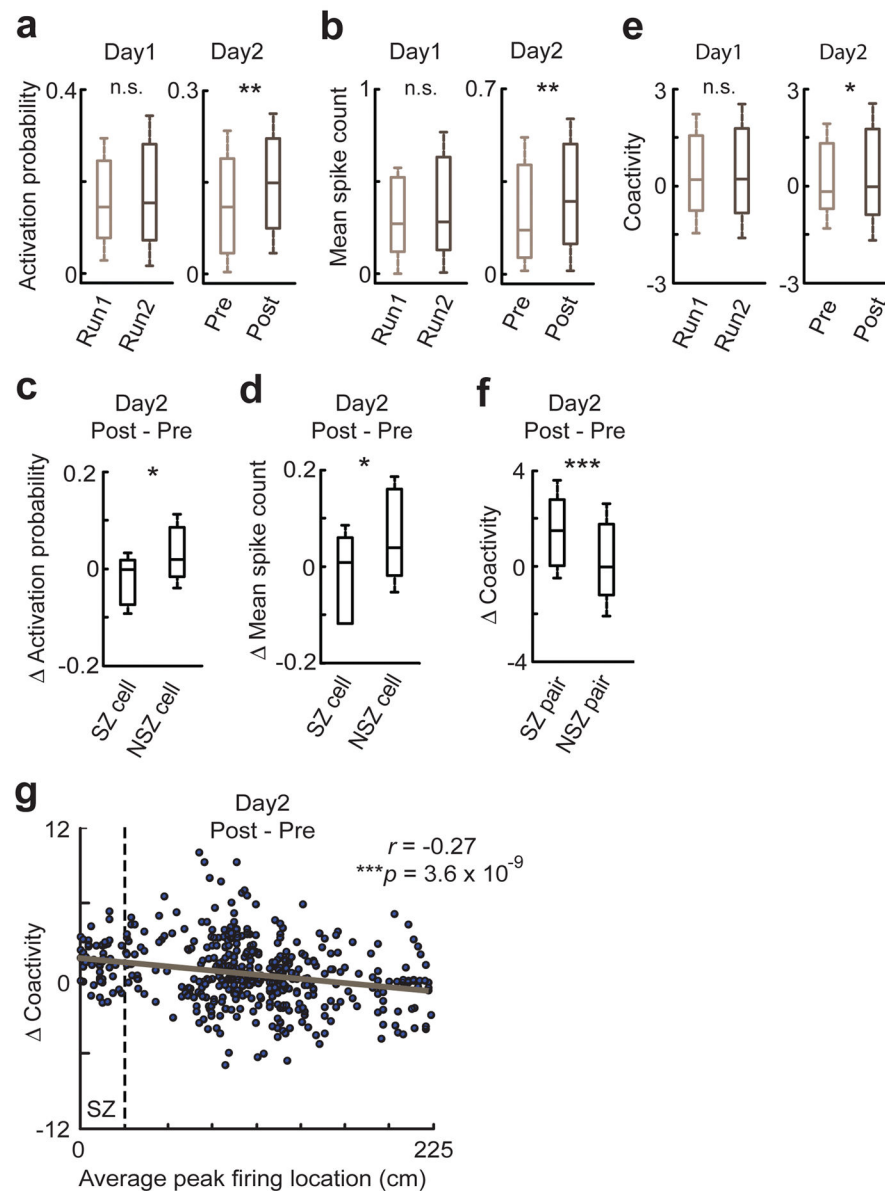 a
Day1
Day2
Activation probability
0.4
0
n.s.
Run1
Run2
0.3
0
**
Pre
Post
b
Day1
Day2
Mean spike count
1
0
n.s.
Run1
Run2
0.7
0
**
Pre
Post
e
Day1
Day2
Coactivity
3
0
-3
n.s.
Run1
Run2
3
0
-3
*
Pre
Post
c
Day2
Post - Pre
Δ Activation probability
0.2
0
-0.2
*
SZ cell
NSZ cell
d
Day2
Post - Pre
Δ Mean spike count
0.2
0
-0.2
*
SZ cell
NSZ cell
f
Day2
Post - Pre
Δ Coactivity
4
0
-4
***
SZ pair
NSZ pair
g
Day2
Post - Pre
r = -0.27
***p = 3.6 x 10⁻⁹
Δ Coactivity
12
0
-12
SZ
0
225
Average peak firing location (cm)